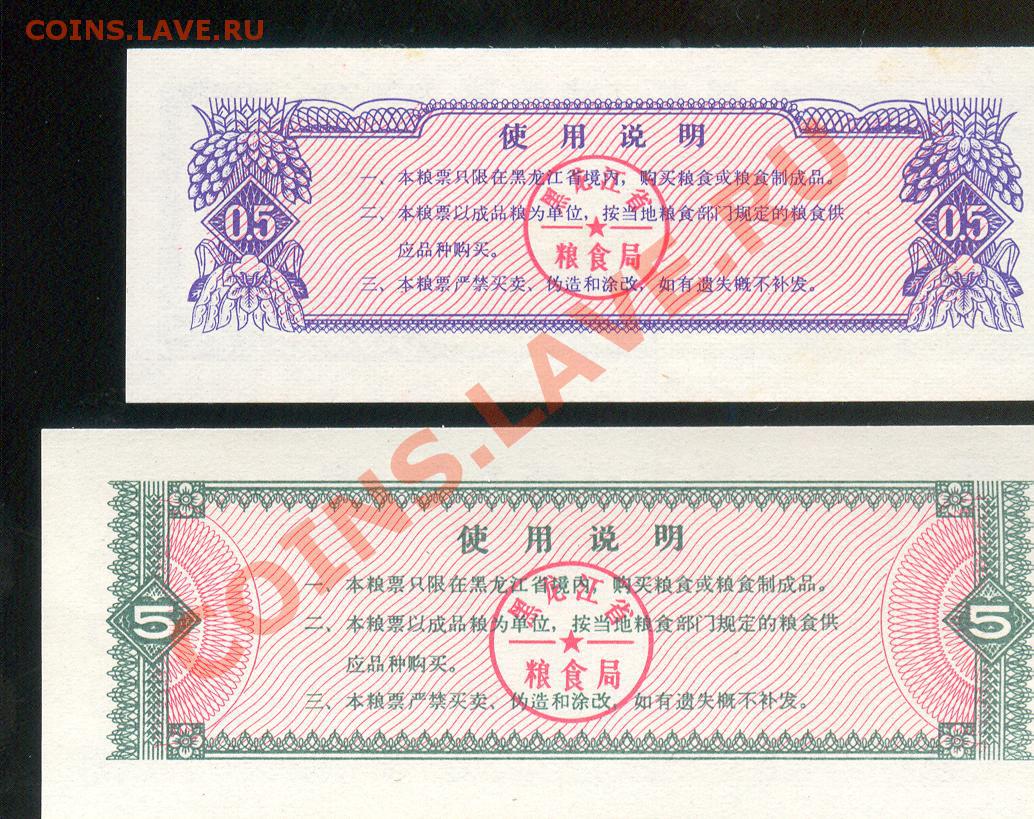 COINS.LAVE.RU
使用说明
一、本粮票只限在黑龙江省境内，购买粮食或粮食制成品。
二、本粮票以成品粮为单位，按当地粮食部门规定的粮食供
应品种购买。
三、本粮票严禁买卖、伪造和涂改，如有遗失概不补发。
黑龙江省
粮食局
0.5
0.5
COINS.LAVE.RU
使用说明
一、本粮票只限在黑龙江省境内，购买粮食或粮食制成品。
二、本粮票以成品粮为单位，按当地粮食部门规定的粮食供
应品种购买。
三、本粮票严禁买卖、伪造和涂改，如有遗失概不补发。
黑龙江省
粮食局
5
5